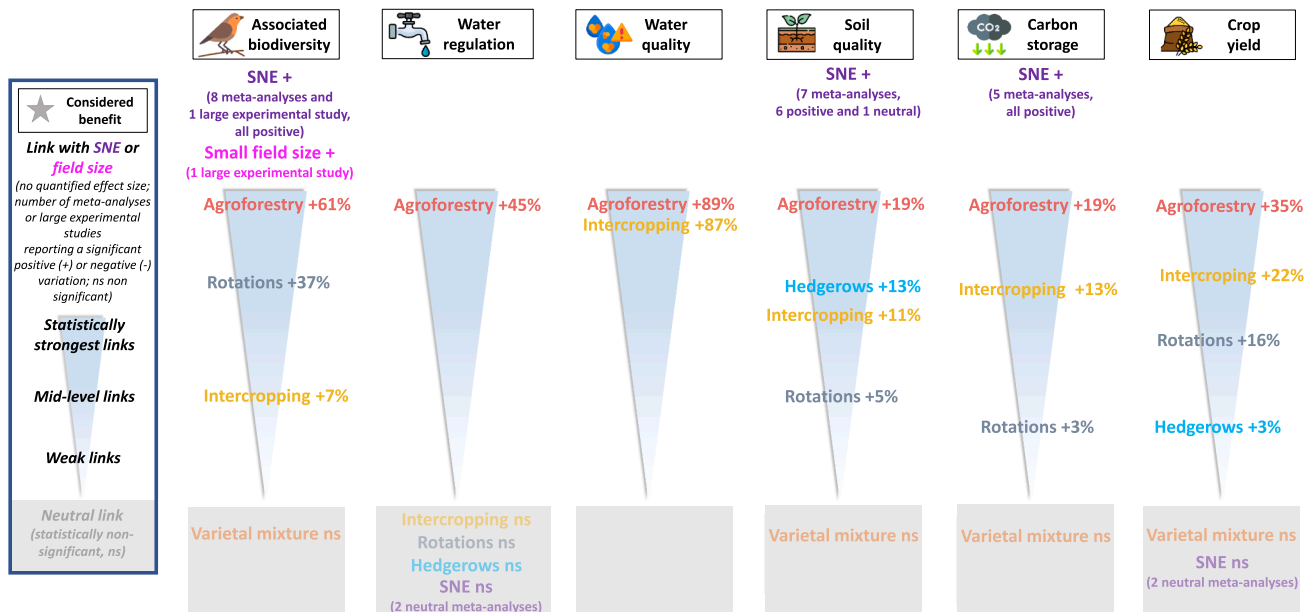 Associated
biodiversity
Water
regulation
Water
quality
Soil
quality
CO2
Carbon
storage
Crop
yield
Considered
benefit
Link with SNE or
field size
(no quantified effect size;
number of meta-analyses
or large experimental
studies
reporting a significant
positive (+) or negative (-)
variation; ns non
significant)
Statistically
strongest links
Mid-level links
Weak links
Neutral link
(statistically non-
significant, ns)
SNE +
(8 meta-analyses and
1 large experimental study,
all positive)
Small field size +
(1 large experimental study)
Agroforestry +61%
Rotations +37%
Intercropping +7%
Varietal mixture ns
Agroforestry +45%
Intercropping ns
Rotations ns
Hedgerows ns
SNE ns
(2 neutral meta-analyses)
Agroforestry +89%
Intercropping +87%
SNE +
(7 meta-analyses,
6 positive and 1 neutral)
Agroforestry +19%
Hedgerows +13%
Intercropping +11%
Rotations +5%
Varietal mixture ns
SNE +
(5 meta-analyses,
all positive)
Agroforestry +19%
Intercropping +13%
Rotations +3%
Varietal mixture ns
Agroforestry +35%
Intercroping +22%
Rotations +16%
Hedgerows +3%
Varietal mixture ns
SNE ns
(2 neutral meta-analyses)